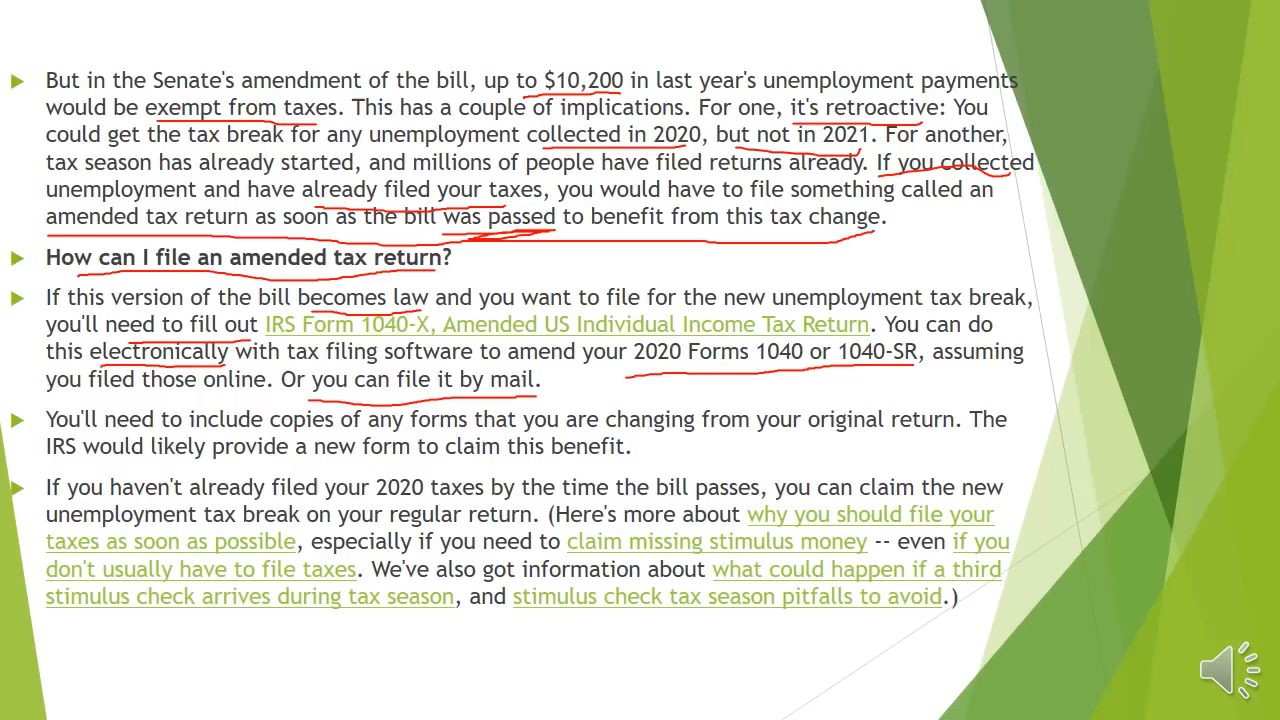 But in the Senate's amendment of the bill, up to $10,200 in last year's unemployment payments
would be exempt from taxes. This has a couple of implications. For one, it's retroactive: You
could get the tax break for any unemployment collected in 2020, but not in 2021. For another,
tax season has already started, and millions of people have filed returns already. If you collected
unemployment and have already filed your taxes, you would have to file something called an
amended tax return as soon as the bill was passed to benefit from this tax change.
How can I file an amended tax return?
If this version of the bill becomes law and you want to file for the new unemployment tax break,
you'll need to fill out IRS Form 1040-X, Amended US Individual Income Tax Return. You can do
this electronically with tax filing software to amend your 2020 Forms 1040 or 1040-SR, assuming
you filed those online. Or you can file it by mail.
You'll need to include copies of any forms that you are changing from your original return. The
IRS would likely provide a new form to claim this benefit.
If you haven't already filed your 2020 taxes by the time the bill passes, you can claim the new
unemployment tax break on your regular return. (Here's more about why you should file your
taxes as soon as possible, especially if you need to claim missing stimulus money -- even if you
don't usually have to file taxes. We've also got information about what could happen if a third
stimulus check arrives during tax season, and stimulus check tax season pitfalls to avoid.)